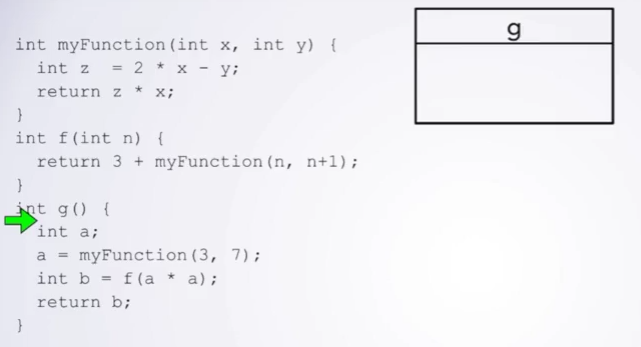 int myFunction(int x, int y) {
  int z  = 2 * x - y;
  return z * x;
}
int f(int n) {
  return 3 + myFunction(n, n+1);
}
int g() {
  int a;
  a = myFunction(3, 7);
  int b = f(a * a);
  return b;
}
g